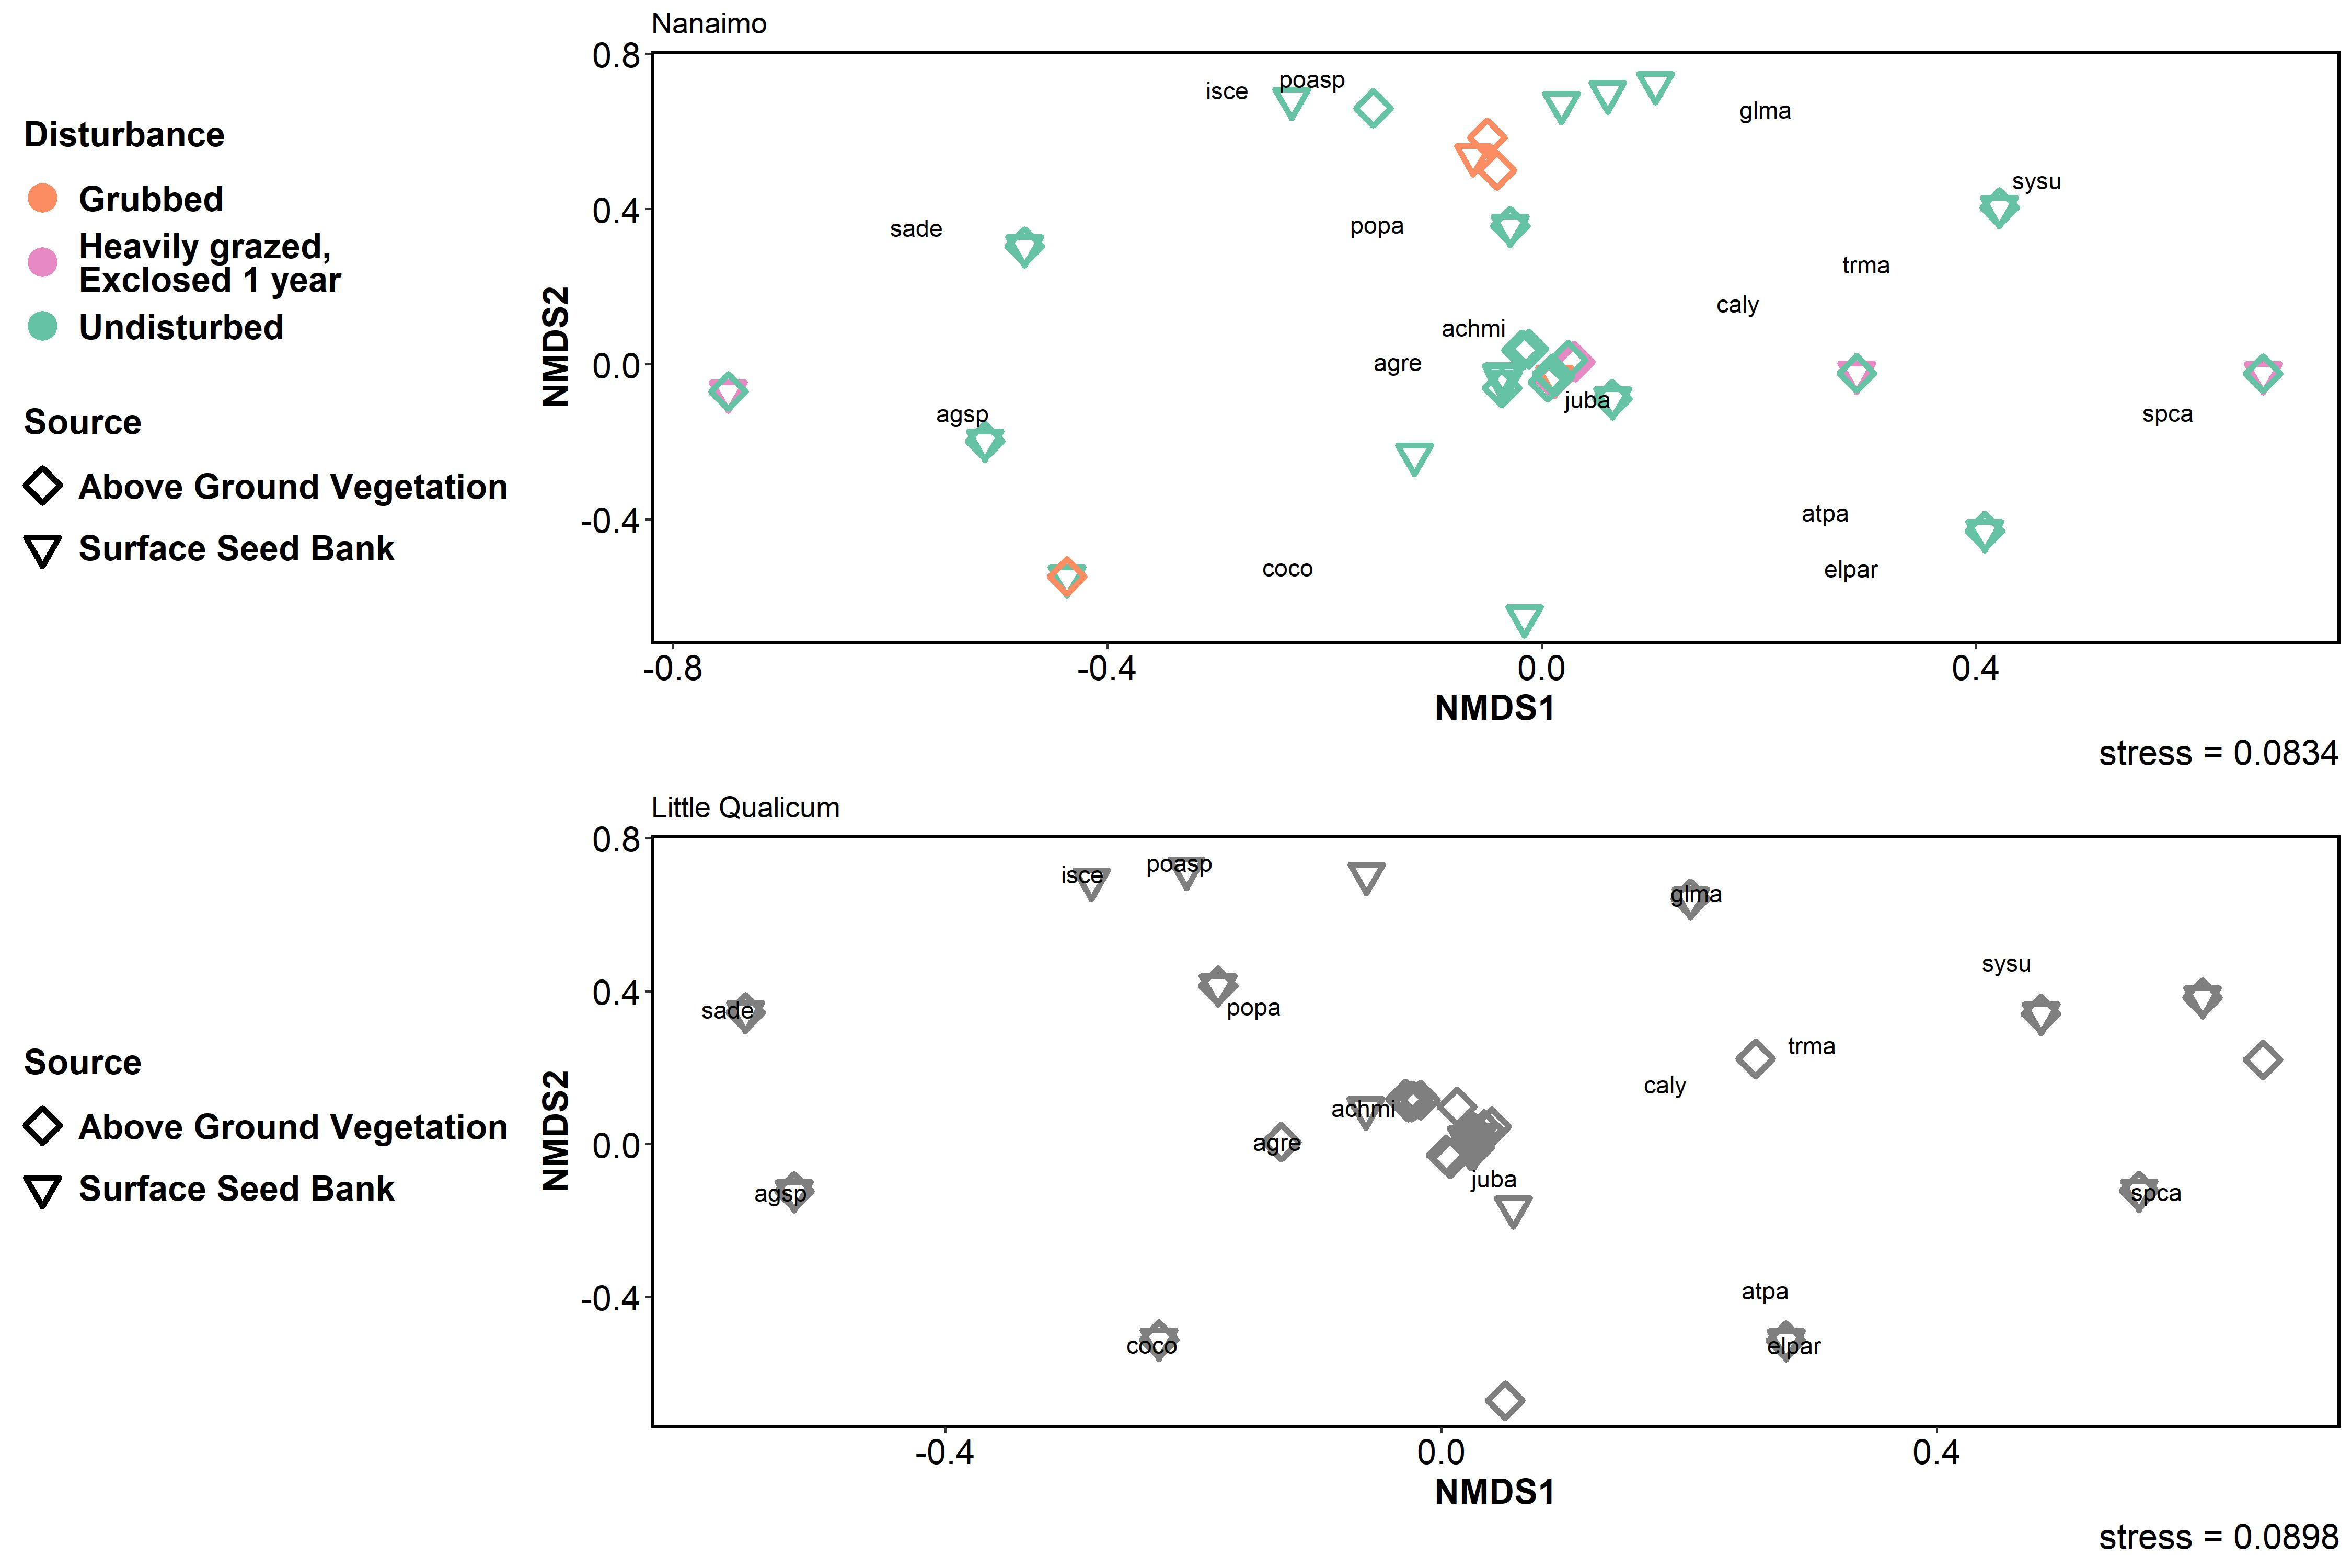 Nanaimo
Disturbance
Grubbed
Heavily grazed,
Exclosed 1 year
Undisturbed
Source
Above Ground Vegetation
Surface Seed Bank
NMDS2
0.8
0.4
0.0
-0.4
isce
poasp
glma
sysu
sade
popa
trma
caly
achmi
agre
juba
agsp
spca
atpa
coco
elpar
-0.8
-0.4
0.0
0.4
NMDS1
stress = 0.0834
Little Qualicum
Source
Above Ground Vegetation
Surface Seed Bank
NMDS2
0.8
0.4
0.0
-0.4
isce
poasp
glma
sysu
sade
popa
trma
caly
achmi
agre
juba
agsp
spca
atpa
coco
elpar
-0.4
0.0
0.4
NMDS1
stress = 0.0898